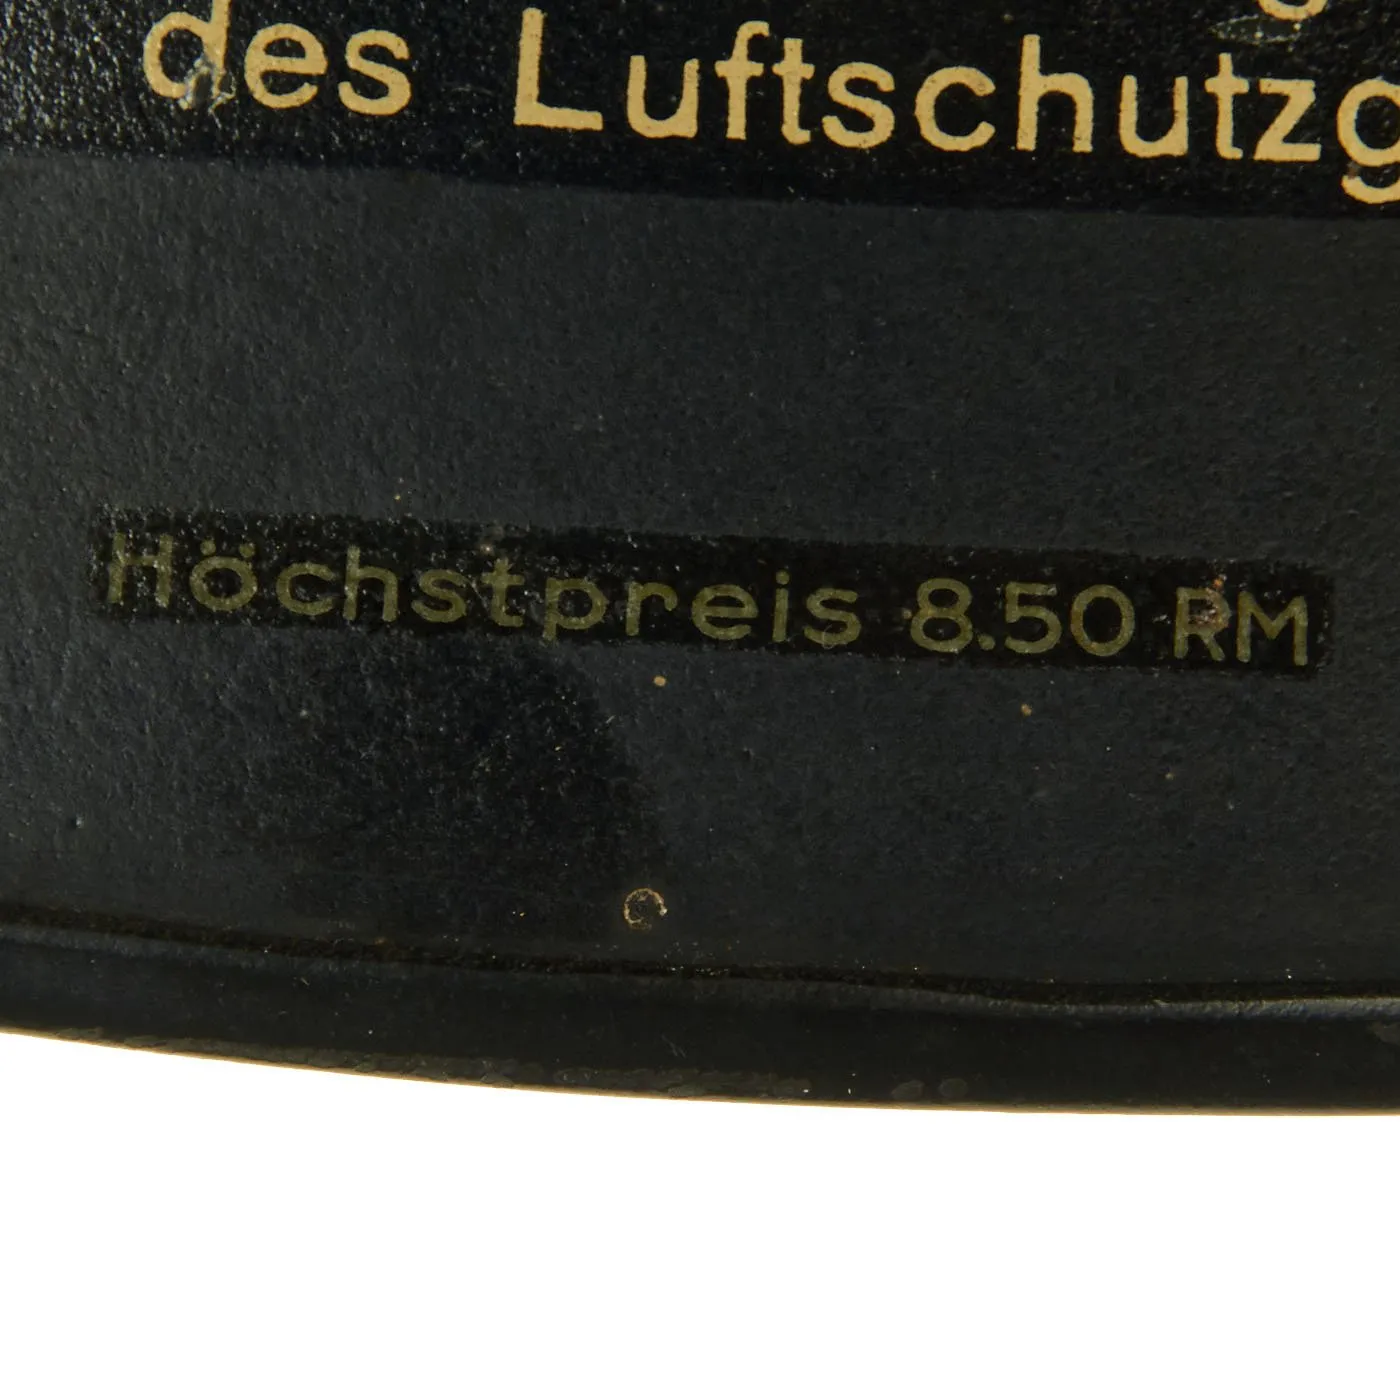 des Luftschutzg
Höchstpreis 8.50 RM